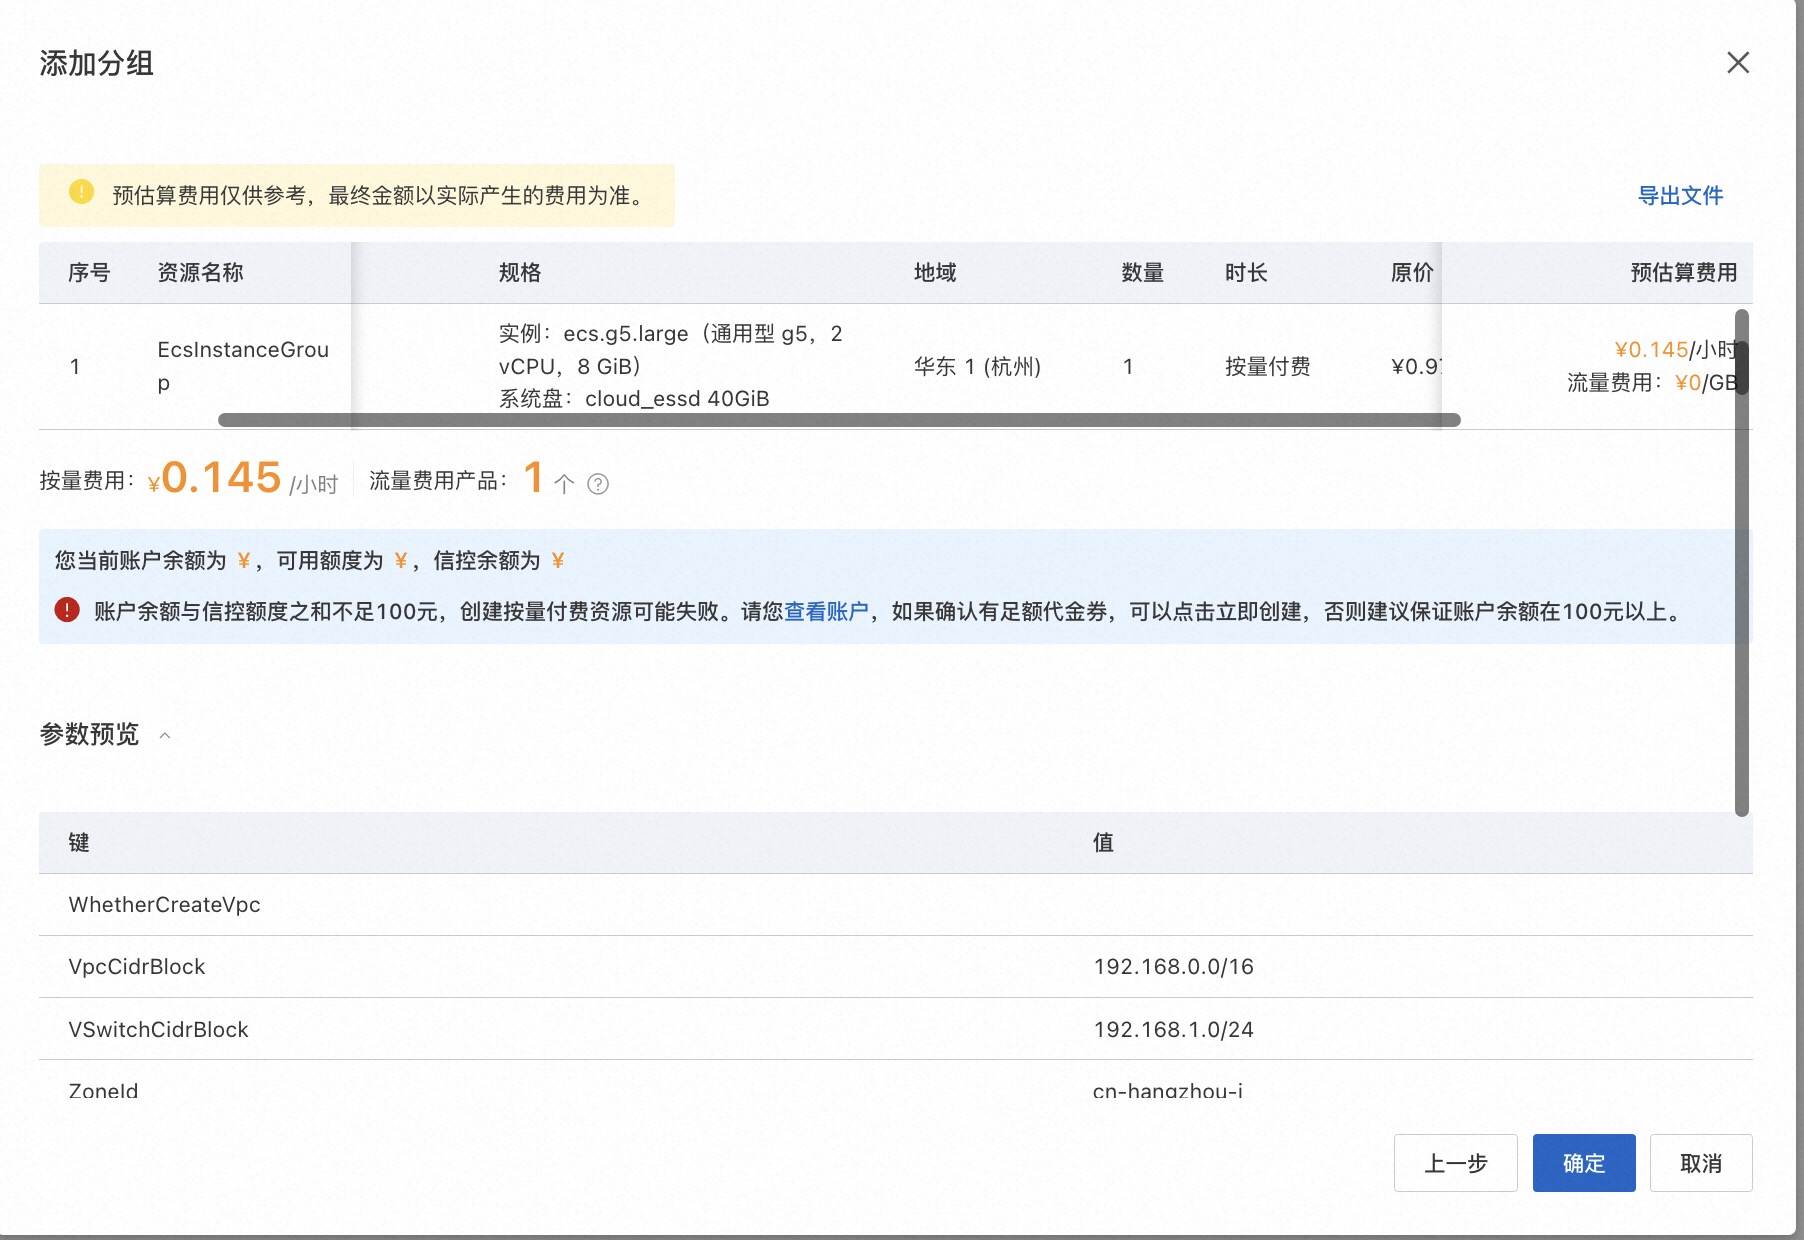 添加分组
预估算费用仅供参考，最终金额以实际产生的费用为准。
导出文件
序号 资源名称 规格 地域 数量 时长 原价 预估算费用
1 EcsInstanceGrou
p
实例：ecs.g5.large（通用型 g5，2
vCPU，8 GiB）
系统盘：cloud_essd 40GiB
华东 1 (杭州) 1 按量付费 ¥0.9
¥0.145/小时
流量费用：¥0/GB
按量费用：¥0.145 /小时 流量费用产品：1 个
您当前账户余额为 ¥，可用额度为 ¥，信控余额为 ¥
账户余额与信控额度之和不足100元，创建按量付费资源可能失败。请您查看账户，如果确认有足额代金券，可以点击立即创建，否则建议保证账户余额在100元以上。
参数预览
键 值
WhetherCreateVpc
VpcCidrBlock 192.168.0.0/16
VSwitchCidrBlock 192.168.1.0/24
ZoneId cn-hangzhou-i
上一步 确定 取消